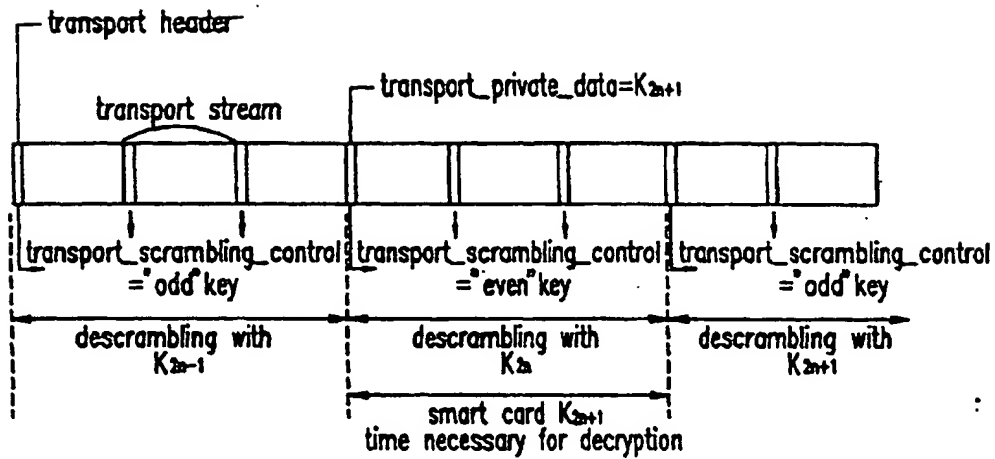 transport header
transport_private_data=K2n+1
transport stream
transport_scrambling_control
="odd" key
transport_scrambling_control
="even" key
transport_scrambling_control
="odd" key
descrambling with
K2n-1
descrambling with
K2n
descrambling with
K2n+1
smart card K2n+1
time necessary for decryption